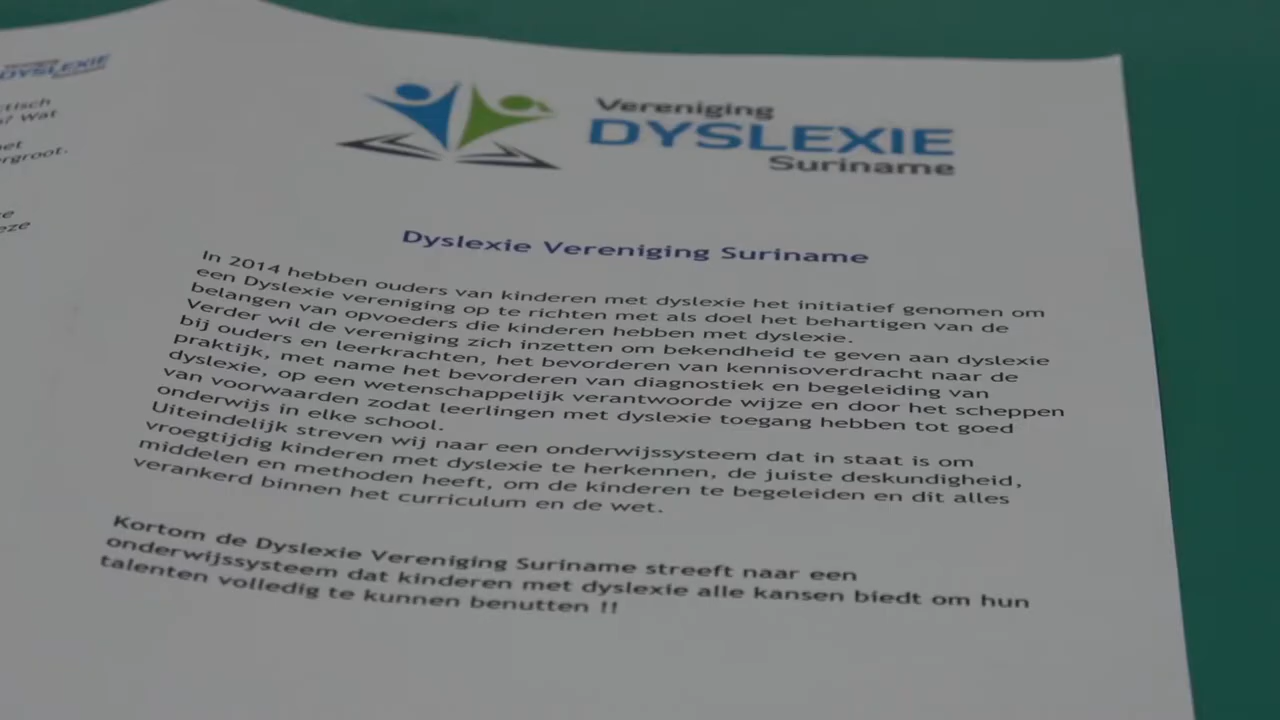 DYSLEXIE
ctisch
? Wat
et
rgroot.
e
eze
Vereniging
DYSLEXIE
Suriname
Dyslexie Vereniging Suriname
In 2014 hebben ouders van kinderen met dyslexie het initiatief genomen om
een Dyslexie vereniging op te richten met als doel het behartigen van de
belangen van opvoeders die kinderen hebben met dyslexie.
Verder wil de vereniging zich inzetten om bekendheid te geven aan dyslexie
bij ouders en leerkrachten, het bevorderen van kennisoverdracht naar de
praktijk, met name het bevorderen van diagnostiek en begeleiding van
dyslexie, op een wetenschappelijk verantwoorde wijze en door het scheppen
van voorwaarden zodat leerlingen met dyslexie toegang hebben tot goed
onderwijs in elke school.
Uiteindelijk streven wij naar een onderwijssysteem dat in staat is om
vroegtijdig kinderen met dyslexie te herkennen, de juiste deskundigheid,
middelen en methoden heeft, om de kinderen te begeleiden en dit alles
verankerd binnen het curriculum en de wet.
Kortom de Dyslexie Vereniging Suriname streeft naar een
onderwijssysteem dat kinderen met dyslexie alle kansen biedt om hun
talenten volledig te kunnen benutten !!